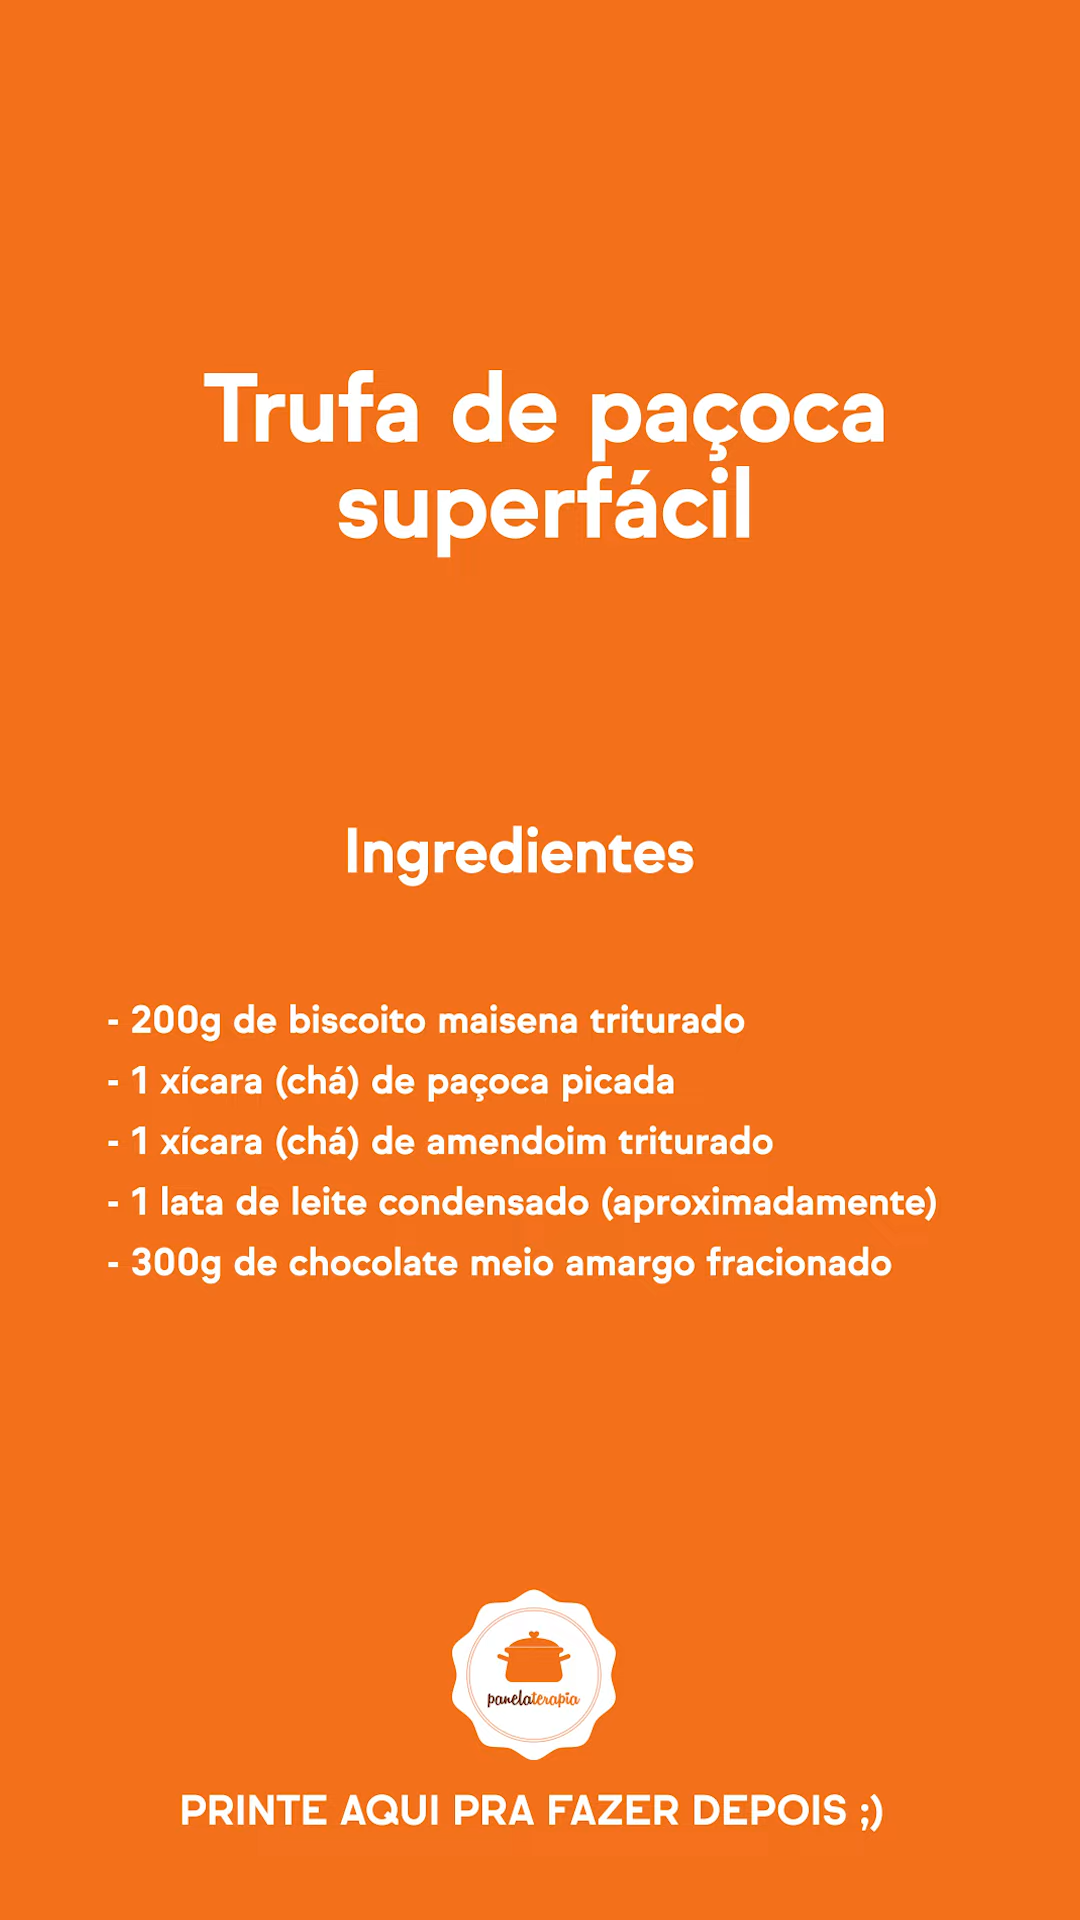 Trufa de paçoca
superfácil
Ingredientes
- 200g de biscoito maisena triturado
- 1 xícara (chá) de paçoca picada
- 1 xícara (chá) de amendoim triturado
- 1 lata de leite condensado (aproximadamente)
- 300g de chocolate meio amargo fracionado
panelaterapia
PRINTE AQUI PRA FAZER DEPOIS ;)